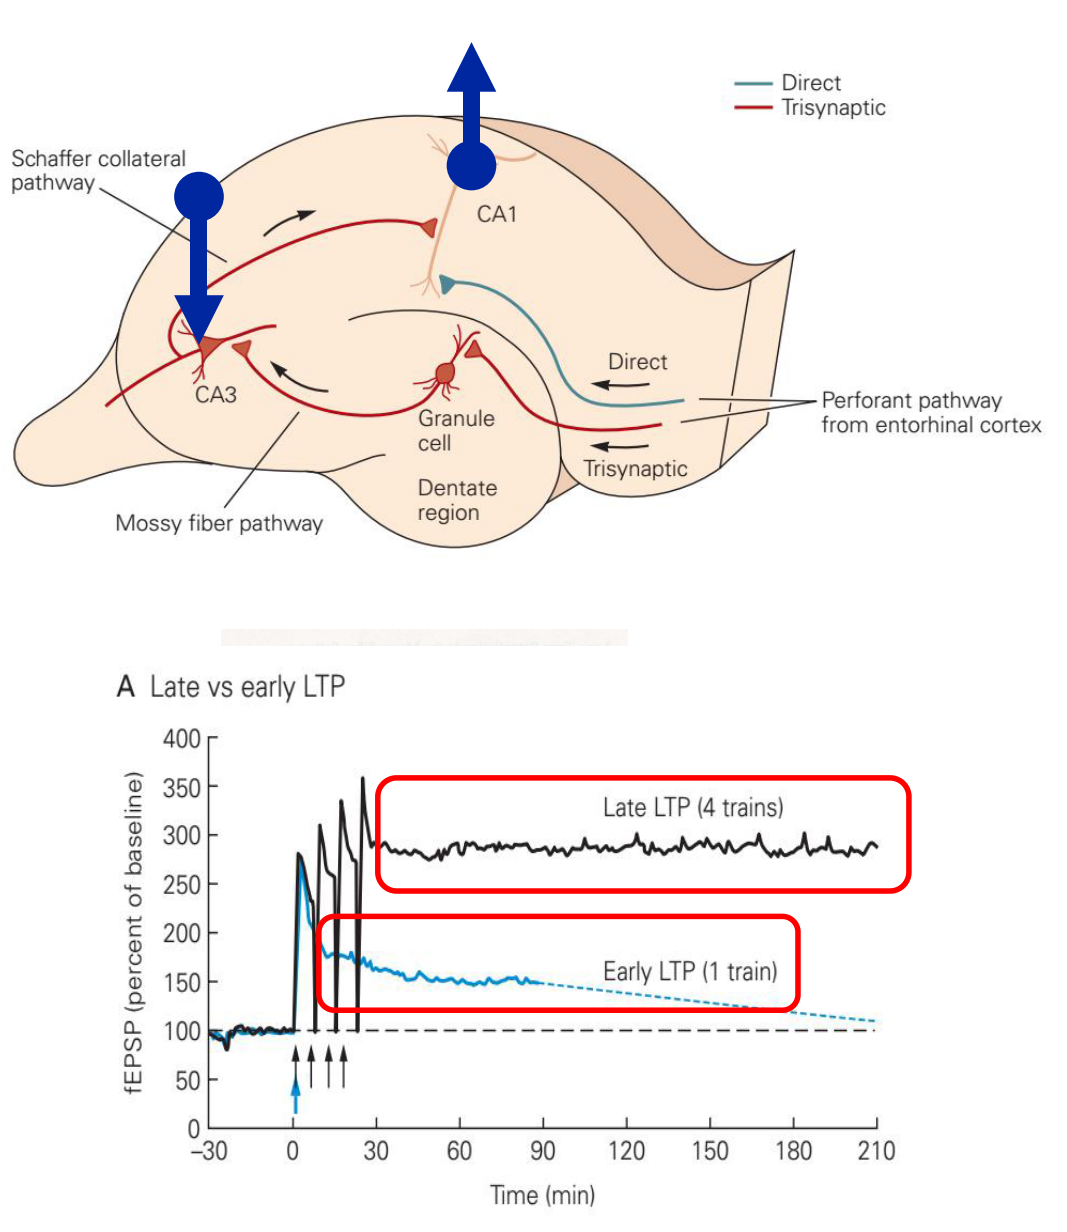 Direct
Trisynaptic
Schaffer collateral
pathway
CA1
Direct
CA3
Perforant pathway
from entorhinal cortex
Granule
cell
Trisynaptic
Dentate
region
Mossy fiber pathway
A Late vs early LTP
fEPSP (percent of baseline)
400
350
300
250
200
150
100
50
0
Late LTP (4 trains)
Early LTP (1 train)
–30 0 30 60 90 120 150 180 210
Time (min)